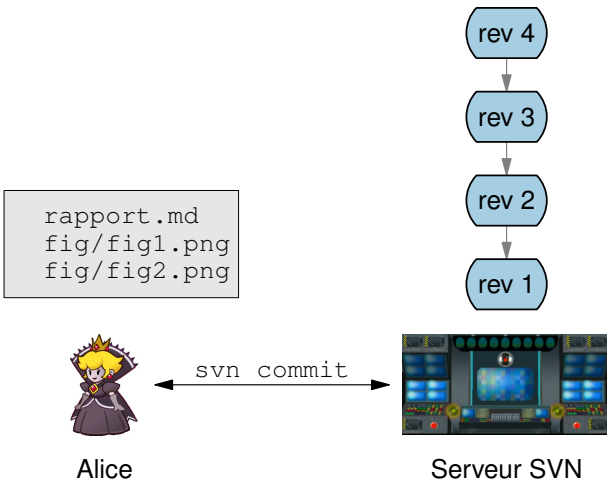 rev 4
rev 3
rev 2
rev 1
rapport.md
fig/fig1.png
fig/fig2.png
svn commit
Alice
Serveur SVN